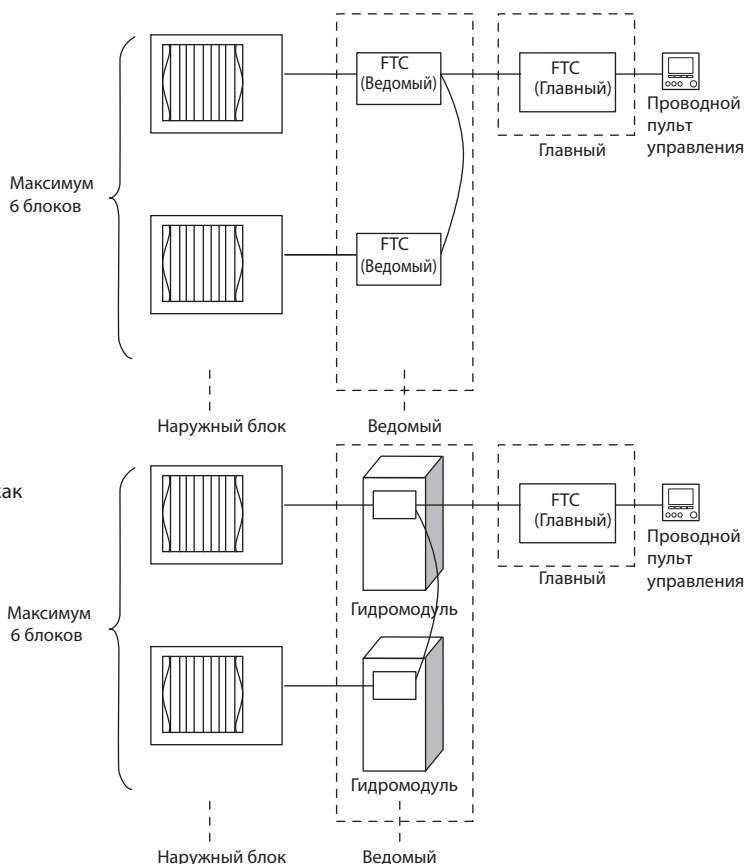 FTC
(Ведомый)
FTC
(Главный)
Проводной
пульт
управления
Главный
Максимум
6 блоков
FTC
(Ведомый)
Наружный блок
Ведомый
как
FTC
(Главный)
Проводной
пульт
управления
Главный
Гидромодуль
Максимум
6 блоков
Гидромодуль
Наружный блок
Ведомый